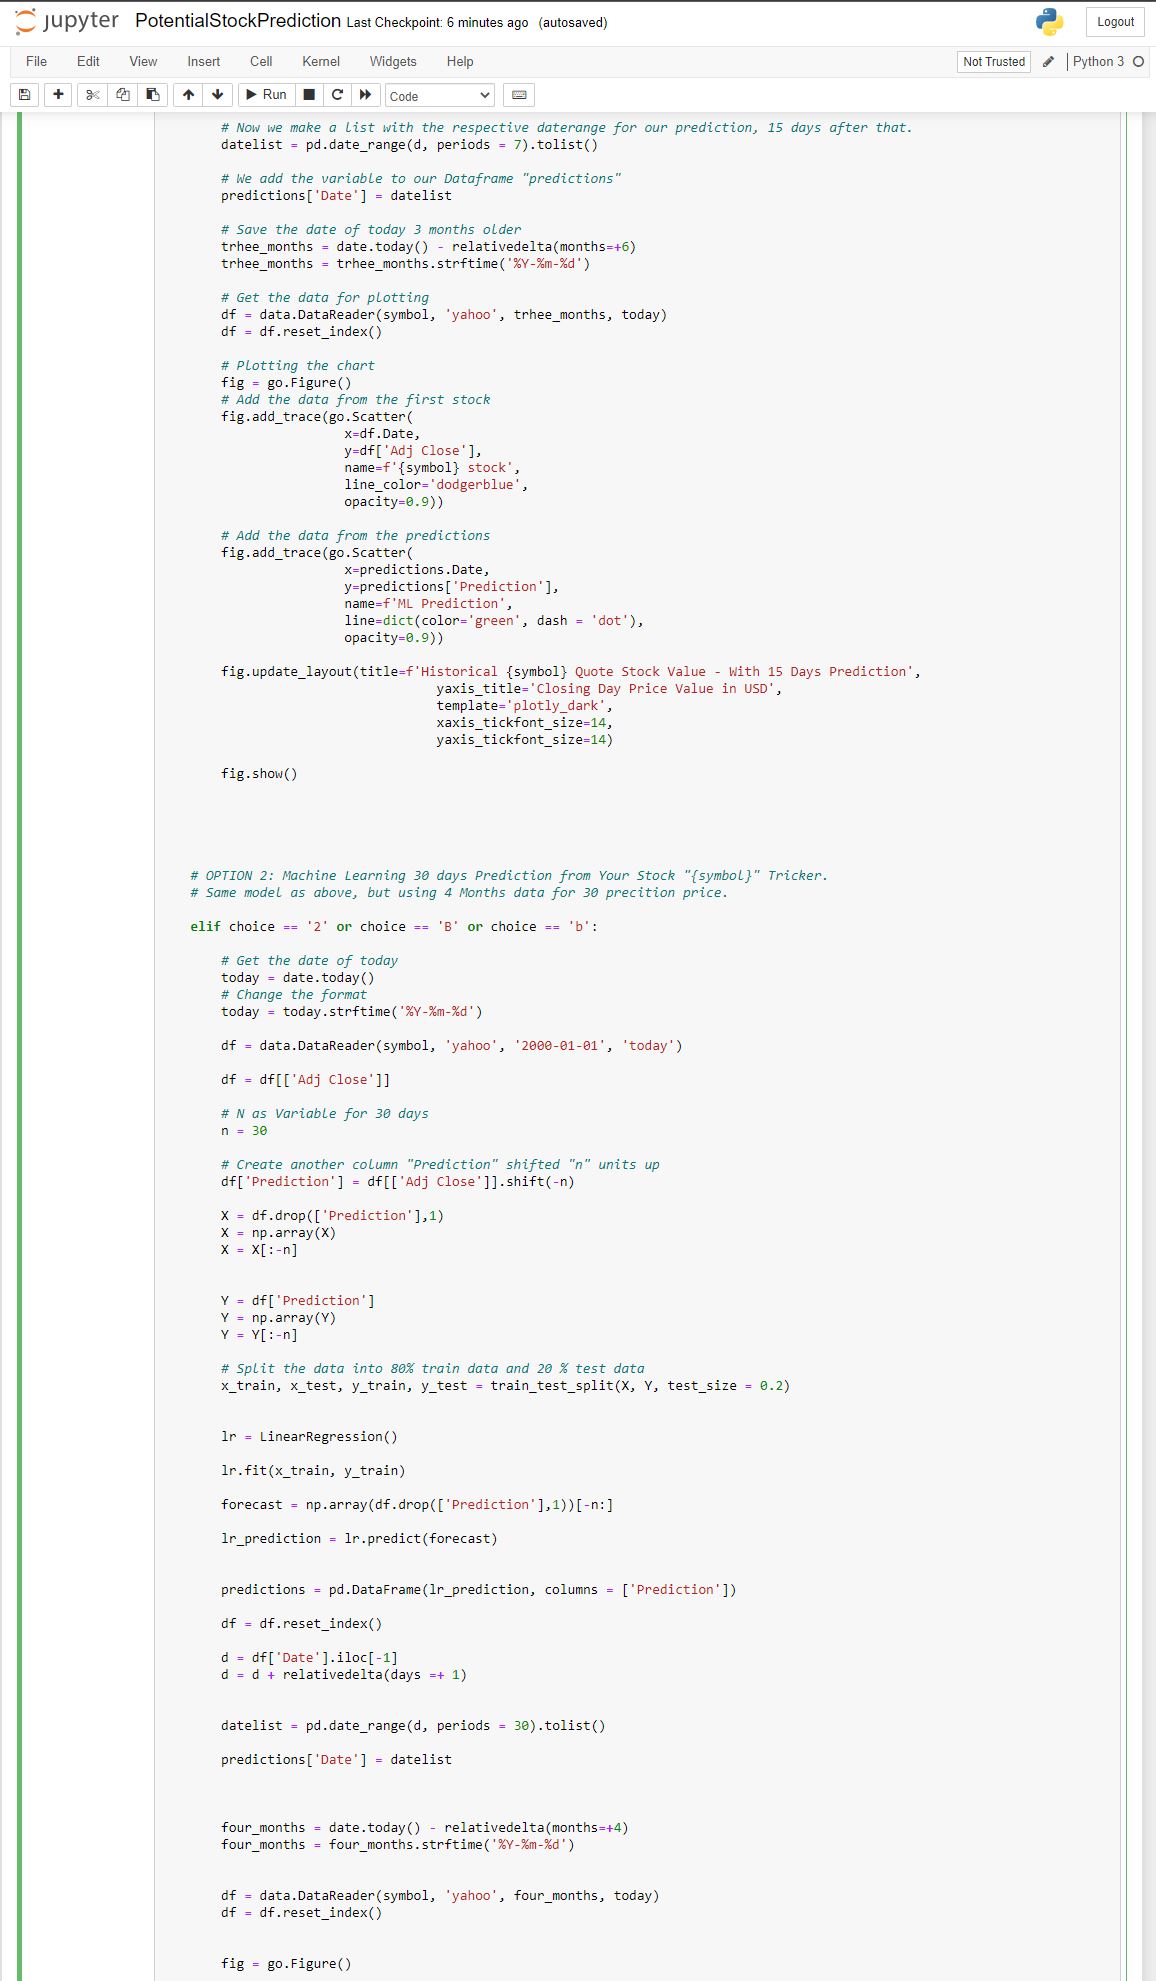 jupyter PotentialStockPrediction Last Checkpoint: 6 minutes ago (autosaved) Logout
File Edit View Insert Cell Kernel Widgets Help Not Trusted Python 3
Run Code
# Now we make a list with the respective daterange for our prediction, 15 days after that.
datelist = pd.date_range(d, periods = 7).tolist()
# We add the variable to our Dataframe "predictions"
predictions['Date'] = datelist
# Save the date of today 3 months older
trhee_months = date.today() - relativedelta(months=+6)
trhee_months = trhee_months.strftime('%Y-%m-%d')
# Get the data for plotting
df = data.DataReader(symbol, 'yahoo', trhee_months, today)
df = df.reset_index()
# Plotting the chart
fig = go.Figure()
# Add the data from the first stock
fig.add_trace(go.Scatter(
x=df.Date,
y=df['Adj Close'],
name=f'{symbol} stock',
line_color='dodgerblue',
opacity=0.9))
# Add the data from the predictions
fig.add_trace(go.Scatter(
x=predictions.Date,
y=predictions['Prediction'],
name=f'ML Prediction',
line=dict(color='green', dash = 'dot'),
opacity=0.9))
fig.update_layout(title=f'Historical {symbol} Quote Stock Value - With 15 Days Prediction',
yaxis_title='Closing Day Price Value in USD',
template='plotly_dark',
xaxis_tickfont_size=14,
yaxis_tickfont_size=14)
fig.show()
# OPTION 2: Machine Learning 30 days Prediction from Your Stock "{symbol}" Tricker.
# Same model as above, but using 4 Months data for 30 precition price.
elif choice == '2' or choice == 'B' or choice == 'b':
# Get the date of today
today = date.today()
# Change the format
today = today.strftime('%Y-%m-%d')
df = data.DataReader(symbol, 'yahoo', '2000-01-01', 'today')
df = df[['Adj Close']]
# N as Variable for 30 days
n = 30
# Create another column "Prediction" shifted "n" units up
df['Prediction'] = df[['Adj Close']].shift(-n)
X = df.drop(['Prediction'],1)
X = np.array(X)
X = X[:-n]
Y = df['Prediction']
Y = np.array(Y)
Y = Y[:-n]
# Split the data into 80% train data and 20 % test data
x_train, x_test, y_train, y_test = train_test_split(X, Y, test_size = 0.2)
lr = LinearRegression()
lr.fit(x_train, y_train)
forecast = np.array(df.drop(['Prediction'],1))[-n:]
lr_prediction = lr.predict(forecast)
predictions = pd.DataFrame(lr_prediction, columns = ['Prediction'])
df = df.reset_index()
d = df['Date'].iloc[-1]
d = d + relativedelta(days =+ 1)
datelist = pd.date_range(d, periods = 30).tolist()
predictions['Date'] = datelist
four_months = date.today() - relativedelta(months=+4)
four_months = four_months.strftime('%Y-%m-%d')
df = data.DataReader(symbol, 'yahoo', four_months, today)
df = df.reset_index()
fig = go.Figure()